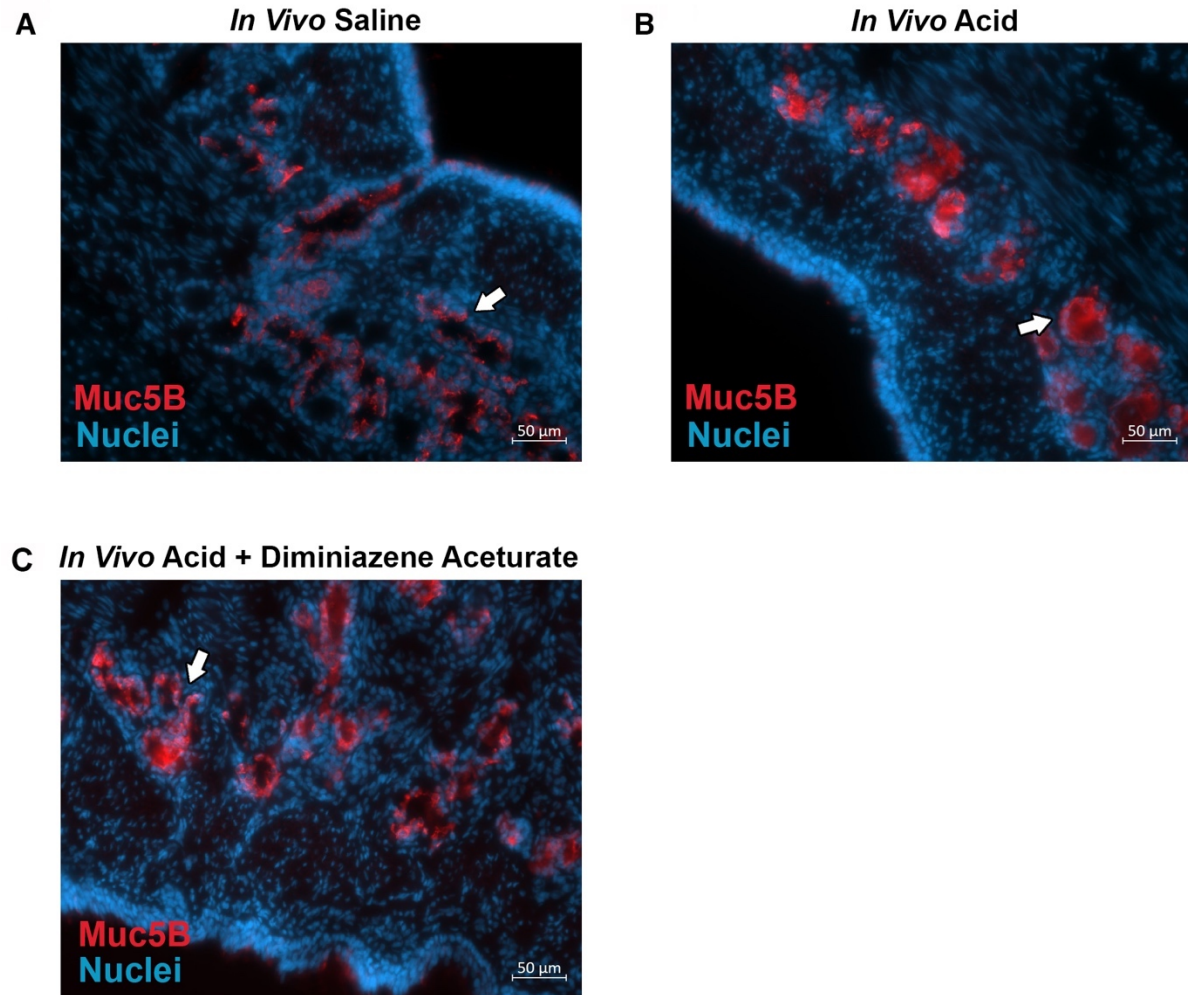 A
In Vivo Saline
Muc5B
Nuclei
50 µm
B
In Vivo Acid
Muc5B
Nuclei
50 µm
C
In Vivo Acid + Diminiazene Aceturate
Muc5B
Nuclei
50 µm